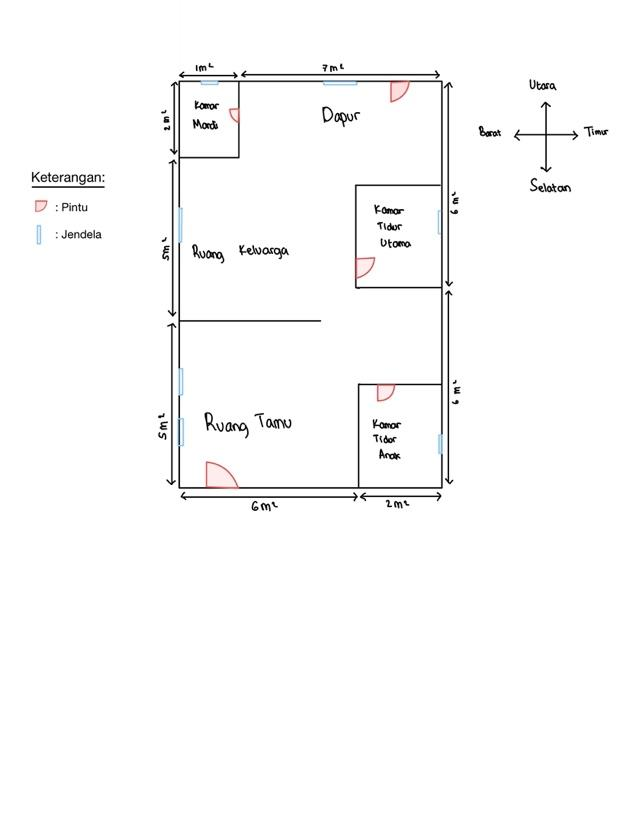 1m²
7m²
Kamar
Mandi
2m²
Dapur
Utara
Barat
Timur
Selatan
Keterangan:
: Pintu
: Jendela
5m²
Ruang Keluarga
Kamar
Tidur
Utama
6m²
5m²
Ruang Tamu
Kamar
Tidur
Anak
6m²
6m²
2m²